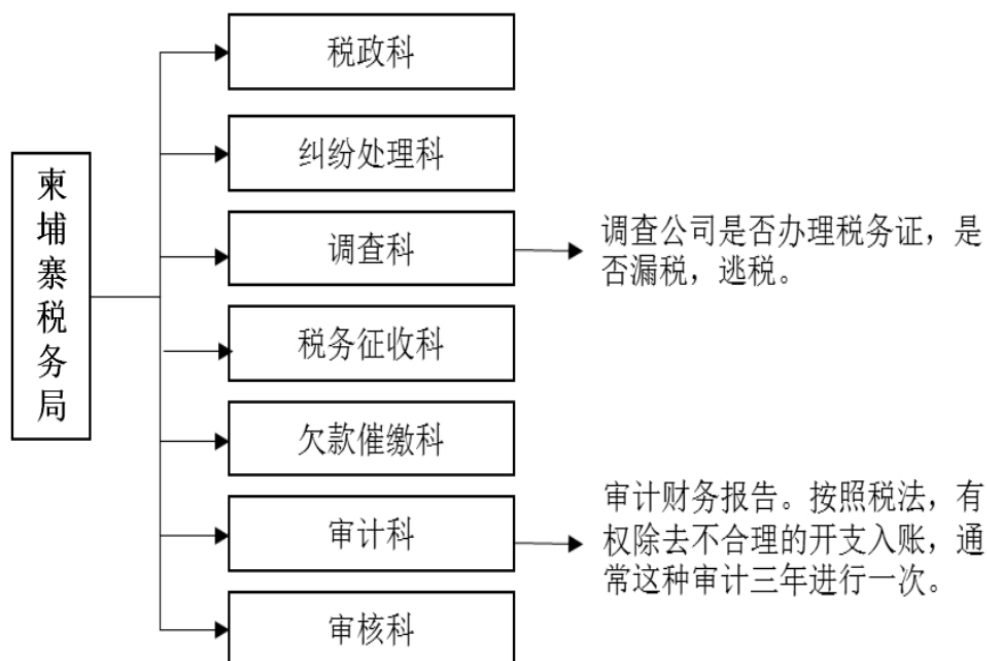 柬埔寨税务局
税政科
纠纷处理科
调查科
调查公司是否办理税务证，是
否漏税，逃税。
税务征收科
欠款催缴科
审计科
审计财务报告。按照税法，有
权除去不合理的开支入账，通
常这种审计三年进行一次。
审核科